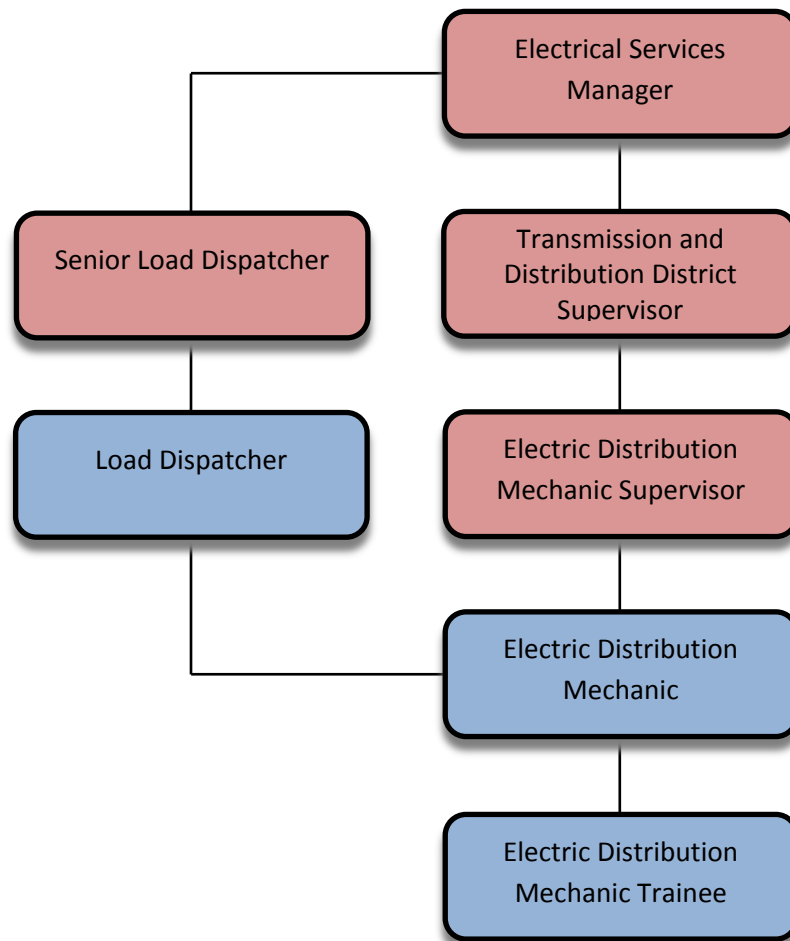 Electrical Services
Manager
Senior Load Dispatcher
Transmission and
Distribution District
Supervisor
Load Dispatcher
Electric Distribution
Mechanic Supervisor
Electric Distribution
Mechanic
Electric Distribution
Mechanic Trainee